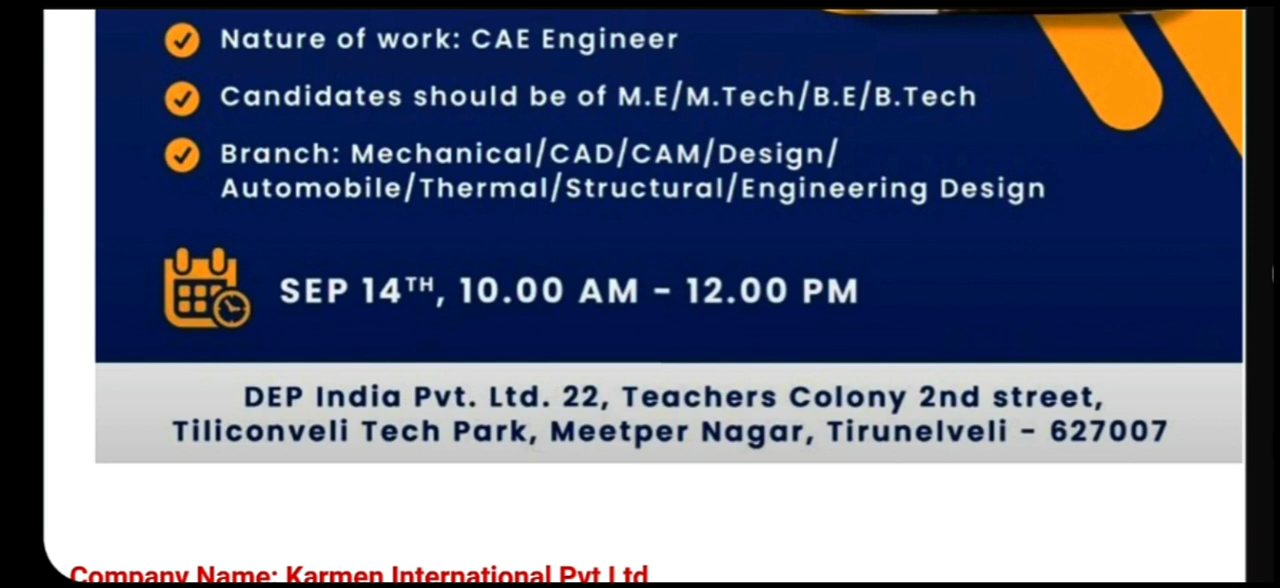 Nature of work: CAE Engineer
Candidates should be of M.E/M.Tech/B.E/B.Tech
Branch: Mechanical/CAD/CAM/Design/
Automobile/Thermal/Structural/Engineering Design
SEP 14TH, 10.00 AM - 12.00 PM
DEP India Pvt. Ltd. 22, Teachers Colony 2nd street,
Tiliconveli Tech Park, Meetper Nagar, Tirunelveli - 627007
Company Name: Karmen International Pvt Ltd